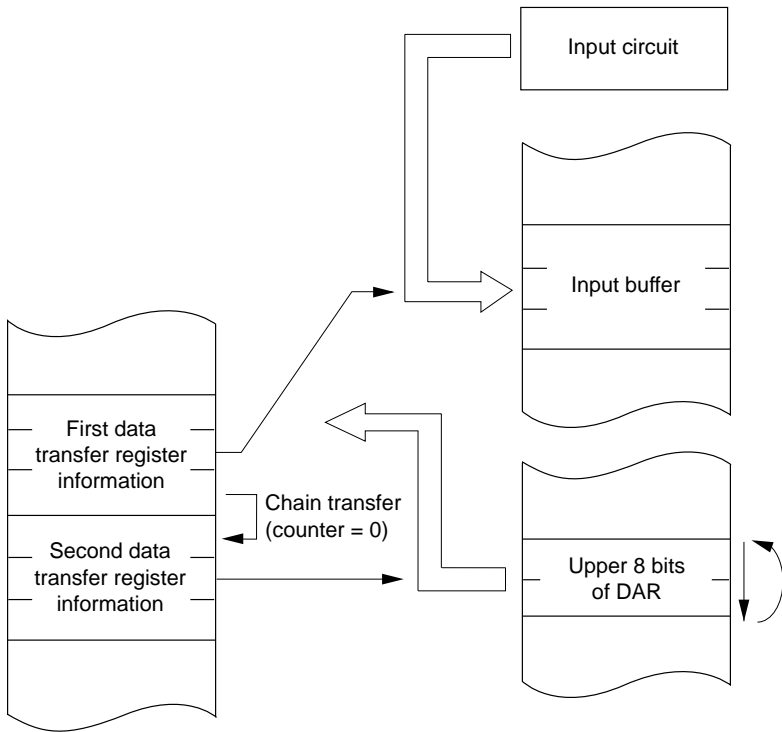 Input circuit
Input buffer
First data
transfer register
information
Chain transfer
(counter = 0)
Second data
transfer register
information
Upper 8 bits
of DAR